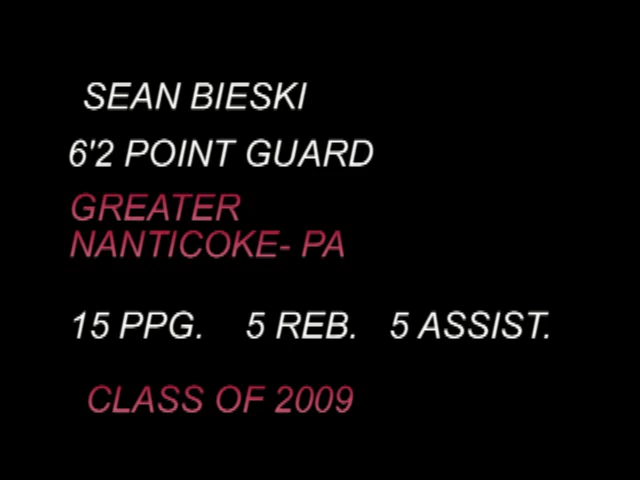 SEAN BIESKI
6'2 POINT GUARD
GREATER
NANTICOKE- PA
15 PPG. 5 REB. 5 ASSIST.
CLASS OF 2009